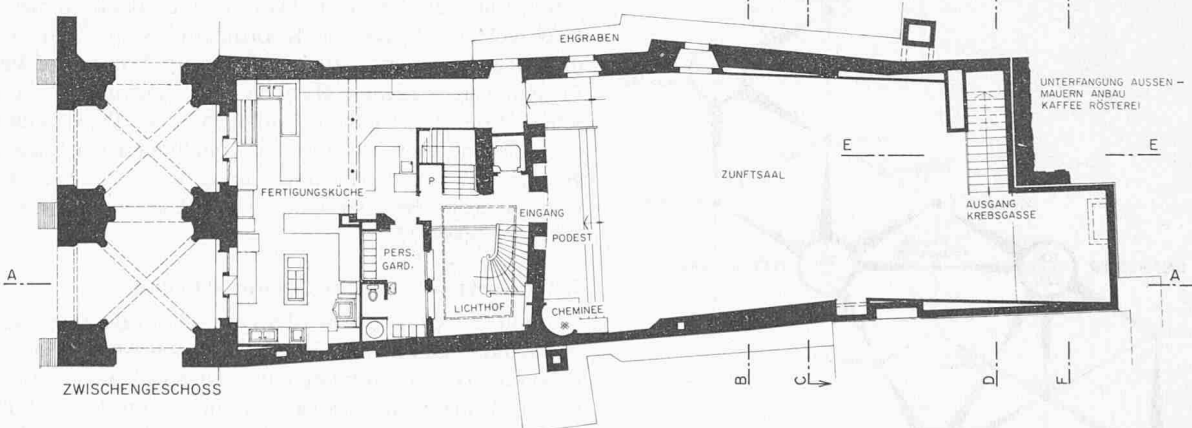 EHGRABEN
UNTERFANGUNG AUSSEN-
MAUERN ANBAU
KAFFEE RÖSTEREI
E
E
ZUNFTSAAL
P
FERTIGUNGSKÜCHE
AUSGANG
KREBSGASSE
EINGANG
PODEST
PERS.
GARD.
A
A
LICHTHOF
CHEMINEE
B
C
D
F
ZWISCHENGESCHOSS